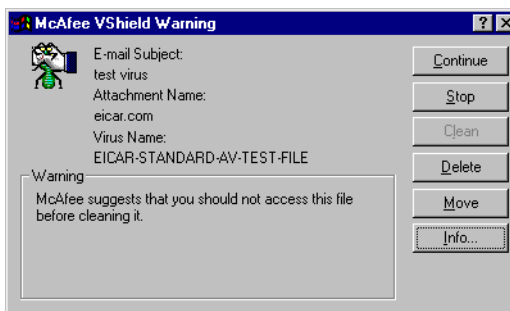 McAfee VShield Warning
E-mail Subject:
test virus
Attachment Name:
eicar.com
Virus Name:
EICAR-STANDARD-AV-TEST-FILE
Warning
McAfee suggests that you should not access this file
before cleaning it.
Continue
Stop
Clean
Delete
Move
Info...